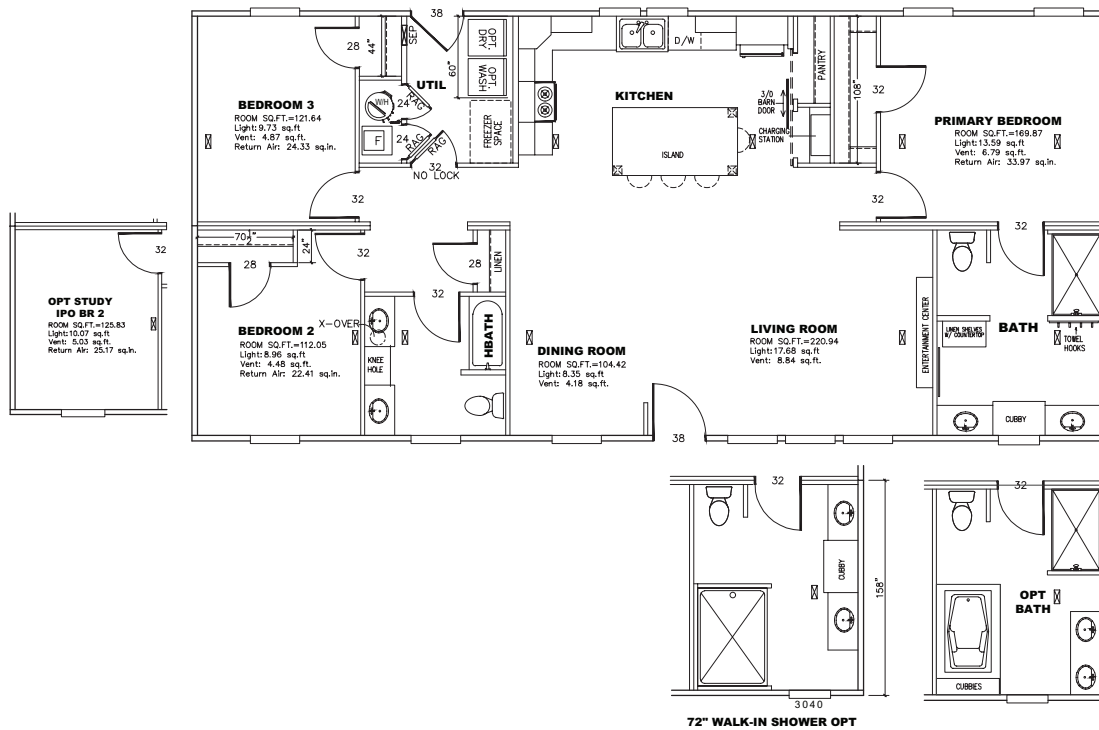 38
28
44"
SEP
OPT.
DRY
OPT.
WASH
60"
UTIL
W/H
24
RAG
F
24
RAG
RAG
FREEZER
SPACE
32
NO LOCK
BEDROOM 3
ROOM SQ.FT.=121.64
Light: 9.73 sq.ft
Vent: 4.87 sq.ft.
Return Air: 24.33 sq.in.
32
D/W
KITCHEN
ISLAND
3/0
BARN
DOOR
CHARGING
STATION
PANTRY
108"
32
PRIMARY BEDROOM
ROOM SQ.FT.=169.87
Light: 13.59 sq.ft
Vent: 6.79 sq.ft.
Return Air: 33.97 sq.in.
32
32
32
OPT STUDY
IPO BR 2
ROOM SQ.FT.=125.83
Light: 10.07 sq.ft
Vent: 5.03 sq.ft.
Return Air: 25.17 sq.in.
70 1/2"
24"
28
32
BEDROOM 2
ROOM SQ.FT.=112.05
Light: 8.96 sq.ft
Vent: 4.48 sq.ft.
Return Air: 22.41 sq.in.
X-OVER
KNEE
HOLE
32
28
LINEN
HBATH
DINING ROOM
ROOM SQ.FT.=104.42
Light: 8.35 sq.ft
Vent: 4.18 sq.ft.
LIVING ROOM
ROOM SQ.FT.=220.94
Light: 17.68 sq.ft
Vent: 8.84 sq.ft.
ENTERTAINMENT CENTER
38
BATH
LINEN SHELVES
W/ COUNTERTOP
TOWEL
HOOKS
CUBBY
32
CUBBY
158"
3040
72" WALK-IN SHOWER OPT
32
OPT
BATH
CUBBIES